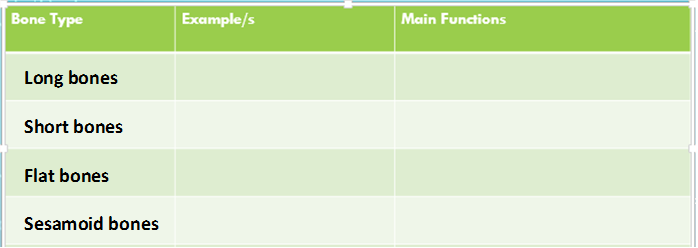 Bone Type Example/s Main Functions
Long bones
Short bones
Flat bones
Sesamoid bones